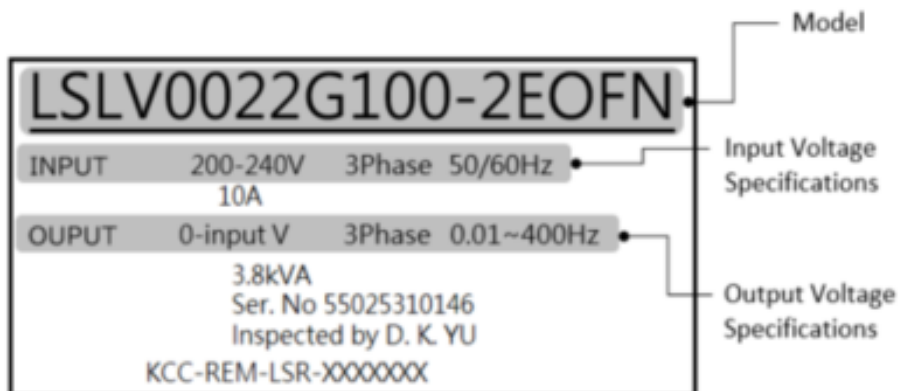 Model
LSLV0022G100-2EOFN
INPUT 200-240V 3Phase 50/60Hz
10A
Input Voltage
Specifications
OUPUT 0-input V 3Phase 0.01~400Hz
3.8kVA
Ser. No 55025310146
Inspected by D. K. YU
KCC-REM-LSR-XXXXXXX
Output Voltage
Specifications